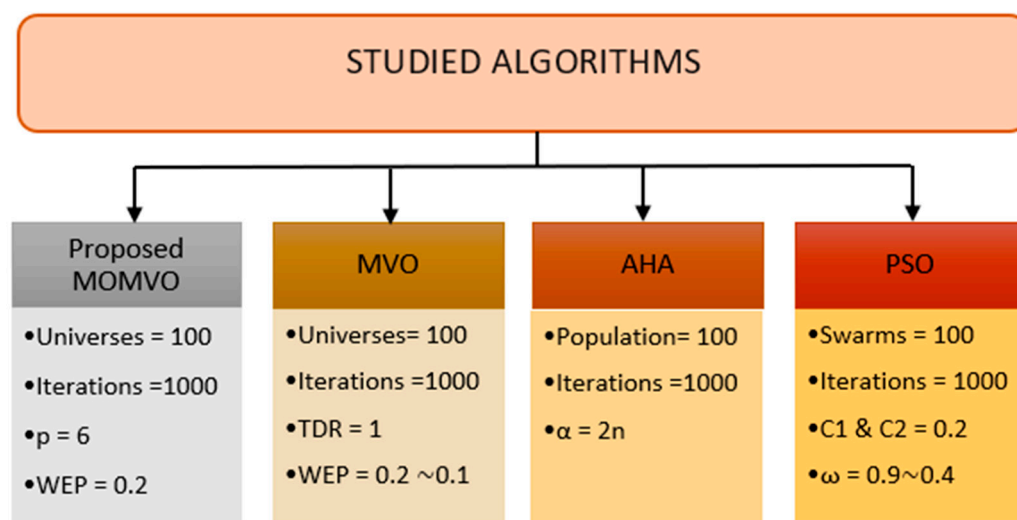 STUDIED ALGORITHMS
Proposed
MOMVO
•Universes = 100
•Iterations =1000
•p = 6
•WEP = 0.2
MVO
•Universes= 100
•Iterations =1000
•TDR = 1
•WEP = 0.2 ~0.1
AHA
•Population= 100
•Iterations =1000
•α = 2n
PSO
•Swarms = 100
•Iterations = 1000
•C1 & C2 = 0.2
•ω = 0.9~0.4